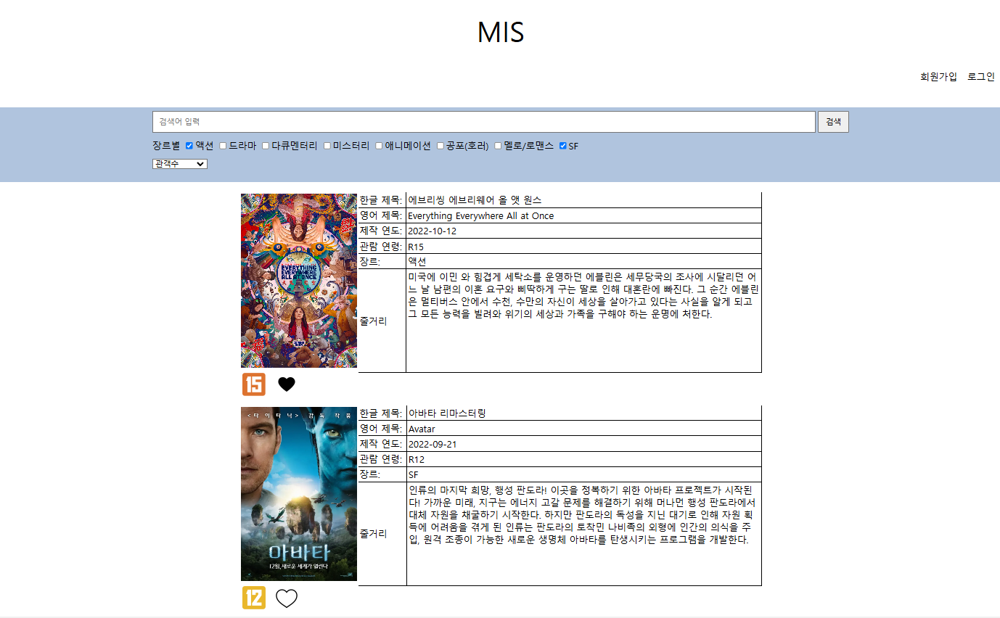 MIS
회원가입 로그인
검색어 입력 검색
장르별 액션 드라마 다큐멘터리 미스터리 애니메이션 공포(호러) 멜로/로맨스 SF
관객수
한글 제목: 에브리씽 에브리웨어 올 앳 원스
영어 제목: Everything Everywhere All at Once
제작 연도: 2022-10-12
관람 연령: R15
장르: 액션
줄거리
미국에 이민 와 힘겹게 세탁소를 운영하던 에블린은 세무당국의 조사에 시달리던 어
느 날 남편의 이혼 요구와 삐딱하게 구는 딸로 인해 대혼란에 빠진다. 그 순간 에블린
은 멀티버스 안에서 수천, 수만의 자신이 세상을 살아가고 있다는 사실을 알게 되고
그 모든 능력을 빌려와 위기의 세상과 가족을 구해야 하는 운명에 처한다.
EVERYTHING
EVERYWHERE
ALL AT ONCE
15
한글 제목: 아바타 리마스터링
영어 제목: Avatar
제작 연도: 2022-09-21
관람 연령: R12
장르: SF
줄거리
인류의 마지막 희망, 행성 판도라! 이곳을 정복하기 위한 아바타 프로젝트가 시작된
다! 가까운 미래, 지구는 에너지 고갈 문제를 해결하기 위해 머나먼 행성 판도라에서
대체 자원을 채굴하기 시작한다. 하지만 판도라의 독성을 지닌 대기로 인해 자원 획
득에 어려움을 겪게 된 인류는 판도라의 토착민 나비족의 외형에 인간의 의식을 주
입, 원격 조종이 가능한 새로운 생명체 아바타를 탄생시키는 프로그램을 개발한다.
<타이타닉> 감독 작품
아바타
12월, 새로운 세계가 열린다
12